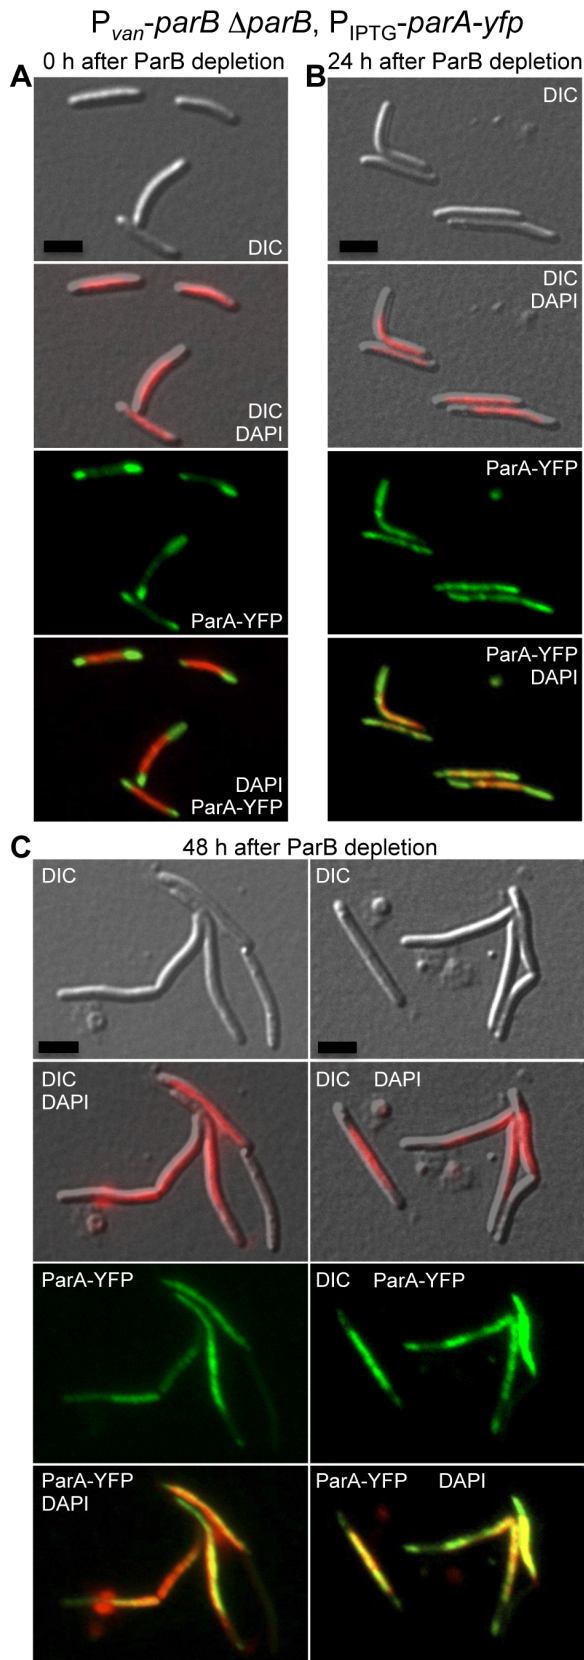 Pvan-parB ΔparB, PIPTG-parA-yfp
A 0 h after ParB depletion
B 24 h after ParB depletion
DIC
DIC
DIC
DAPI
DIC
DAPI
ParA-YFP
ParA-YFP
DAPI
ParA-YFP
ParA-YFP
DAPI
C 48 h after ParB depletion
DIC
DIC
DIC
DAPI
DIC DAPI
ParA-YFP
DIC ParA-YFP
ParA-YFP
DAPI
ParA-YFP DAPI